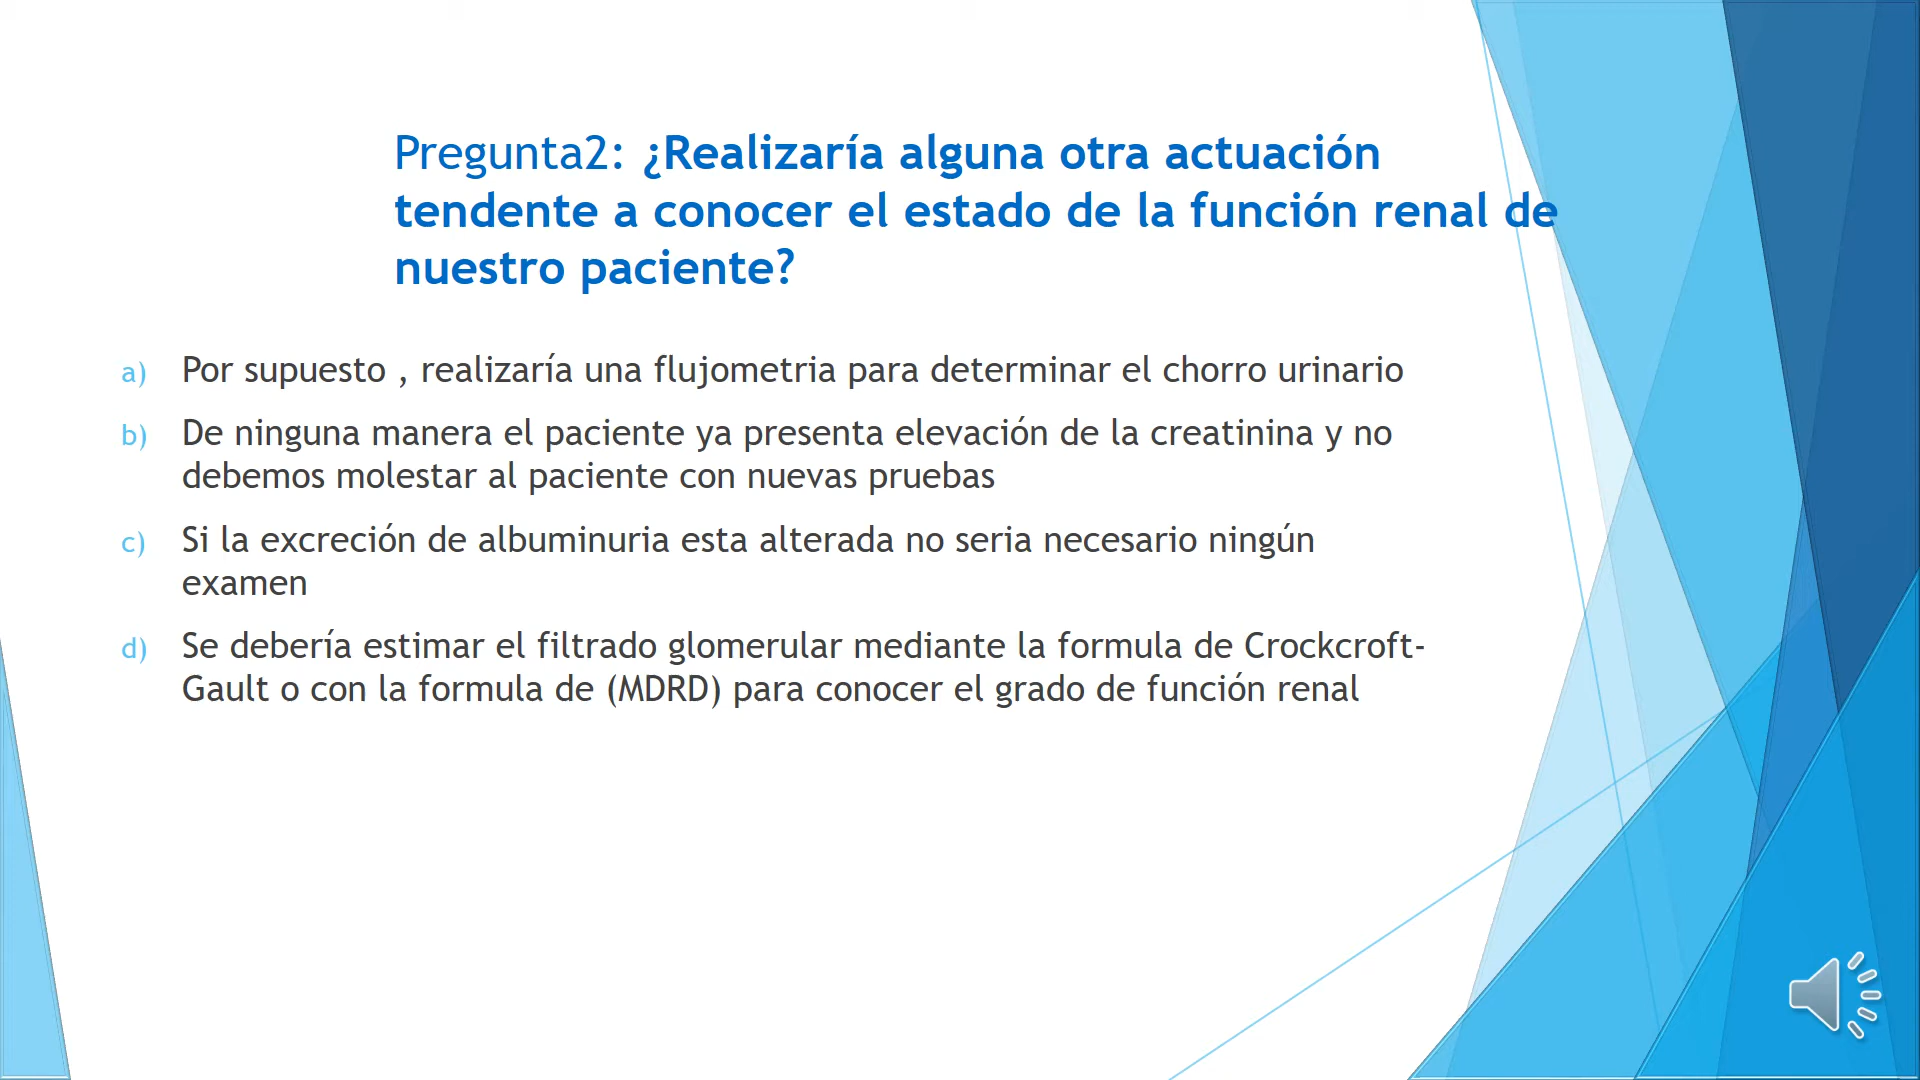 Pregunta2: ¿Realizaría alguna otra actuación
tendente a conocer el estado de la función renal de
nuestro paciente?
a) Por supuesto , realizaría una flujometria para determinar el chorro urinario
b) De ninguna manera el paciente ya presenta elevación de la creatinina y no
debemos molestar al paciente con nuevas pruebas
c) Si la excreción de albuminuria esta alterada no seria necesario ningún
examen
d) Se debería estimar el filtrado glomerular mediante la formula de Crockcroft-
Gault o con la formula de (MDRD) para conocer el grado de función renal